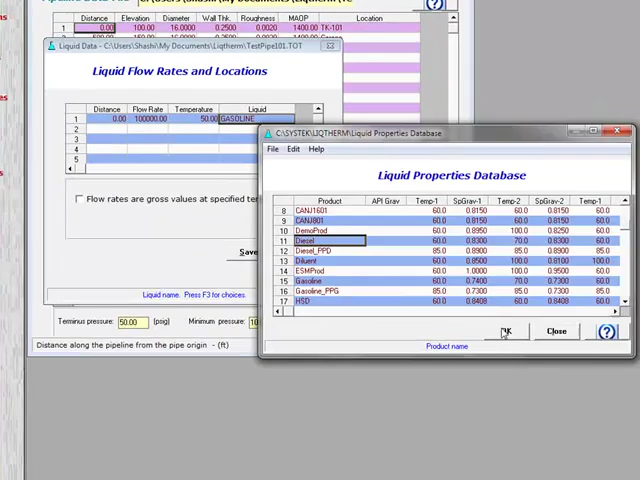 Distance Elevation Diameter Wall Thk. Roughness MAOP Location
1 0.00 100.00 16.0000 0.2500 0.0020 1400.00 TK-101
Liquid Data - C:\Users\Shashi\My Documents\Liqtherm\TestPipe101.TOT
Liquid Flow Rates and Locations
Distance Flow Rate Temperature Liquid
1 0.00 100000.00 50.00 GASOLINE
2
3
4
5
Flow rates are gross values at specified te
Save
Liquid name. Press F3 for choices.
Terminus pressure: 50.00 [psig] Minimum pressure: 10
Distance along the pipeline from the pipe origin - (ft)
C:\SYSTEK\LIQTHERM\Liquid Properties Database
File Edit Help
Liquid Properties Database
Product API Grav Temp-1 SpGrav-1 Temp-2 SpGrav-2 Temp-1
8 CANJ1601 60.0 0.8150 60.0 0.8150 60.0
9 CANJ801 60.0 0.8150 60.0 0.8150 60.0
10 DemoProd 60.0 0.8950 100.0 0.8250 60.0
11 Diesel 60.0 0.8300 70.0 0.8300 60.0
12 Diesel_PPD 85.0 0.8300 85.0 0.8300 85.0
13 Diluent 60.0 0.8500 100.0 0.8100 60.0
14 ESMProd 60.0 1.0000 100.0 0.9500 60.0
15 Gasoline 60.0 0.7400 70.0 0.7400 60.0
16 Gasoline_PPG 85.0 0.7300 85.0 0.7300 85.0
17 HSD 60.0 0.8408 60.0 0.8408 60.0
OK Close
Product name